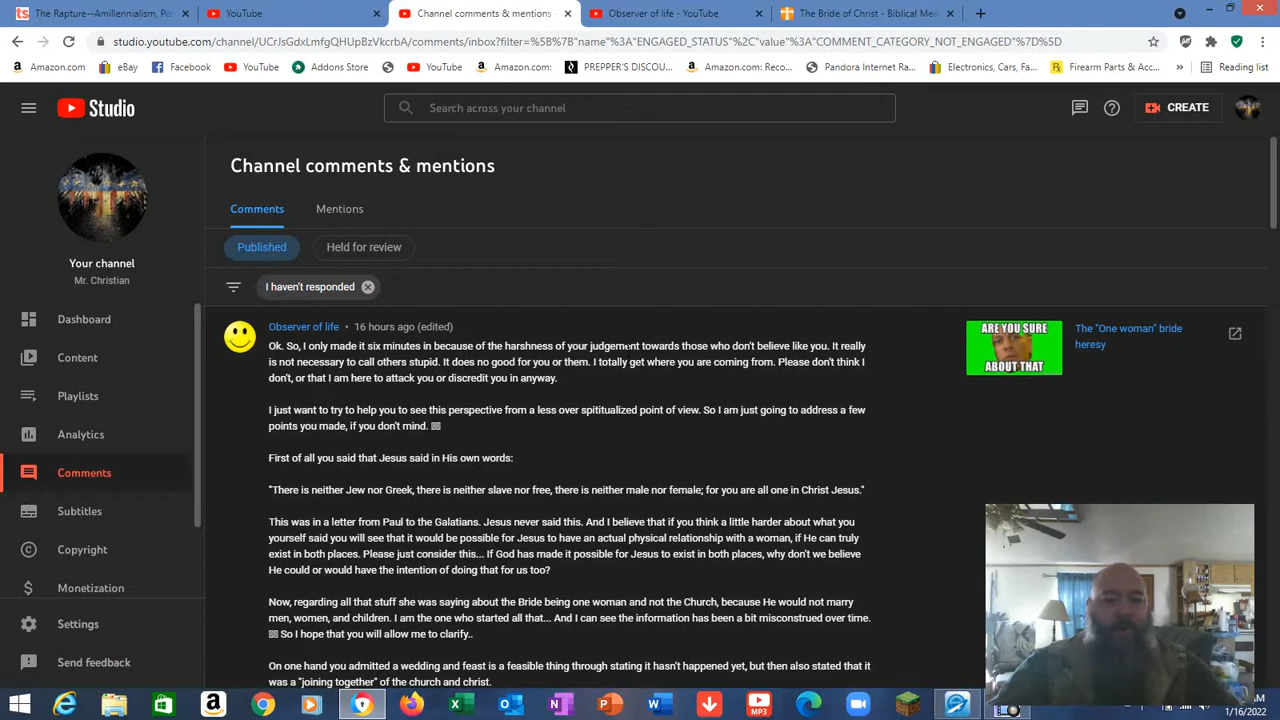 The Rapture--Amillennialism, Po
YouTube
Channel comments & mentions
Observer of life - YouTube
The Bride of Christ - Biblical Mea
studio.youtube.com/channel/UCrJsGdxLmfgQHUpBzVkcrbA/comments/inbox?filter=%5B%7B"name"%3A"ENGAGED_STATUS"%2C"value"%3A"COMMENT_CATEGORY_NOT_ENGAGED"%7D%5D
Amazon.com
eBay
Facebook
YouTube
Addons Store
YouTube
Amazon.com:
PREPPER'S DISCOU...
Amazon.com: Reco...
Pandora Internet Ra...
Electronics, Cars, Fa...
Firearm Parts & Ac...
»
Reading list
Studio
Search across your channel
CREATE
Channel comments & mentions
Comments
Mentions
Published
Held for review
I haven't responded
Your channel
Mr. Christian
Dashboard
Content
Playlists
Analytics
Comments
Subtitles
Copyright
Monetization
Settings
Send feedback
Observer of life • 16 hours ago (edited)
Ok. So, I only made it six minutes in because of the harshness of your judgement towards those who don't believe like you. It really
is not necessary to call others stupid. It does no good for you or them. I totally get where you are coming from. Please don't think I
don't, or that I am here to attack you or discredit you in anyway.
I just want to try to help you to see this perspective from a less over spititualized point of view. So I am just going to address a few
points you made, if you don't mind.
First of all you said that Jesus said in His own words:
"There is neither Jew nor Greek, there is neither slave nor free, there is neither male nor female; for you are all one in Christ Jesus."
This was in a letter from Paul to the Galatians. Jesus never said this. And I believe that if you think a little harder about what you
yourself said you will see that it would be possible for Jesus to have an actual physical relationship with a woman, if He can truly
exist in both places. Please just consider this... If God has made it possible for Jesus to exist in both places, why don't we believe
He could or would have the intention of doing that for us too?
Now, regarding all that stuff she was saying about the Bride being one woman and not the Church, because He would not marry
men, women, and children. I am the one who started all that... And I can see the information has been a bit misconstrued over time.
So I hope that you will allow me to clarify..
On one hand you admitted a wedding and feast is a feasible thing through stating it hasn't happened yet, but then also stated that it
was a "joining together" of the church and christ.
ARE YOU SURE
ABOUT THAT
The "One woman" bride
heresy
MP3
1/16/2022